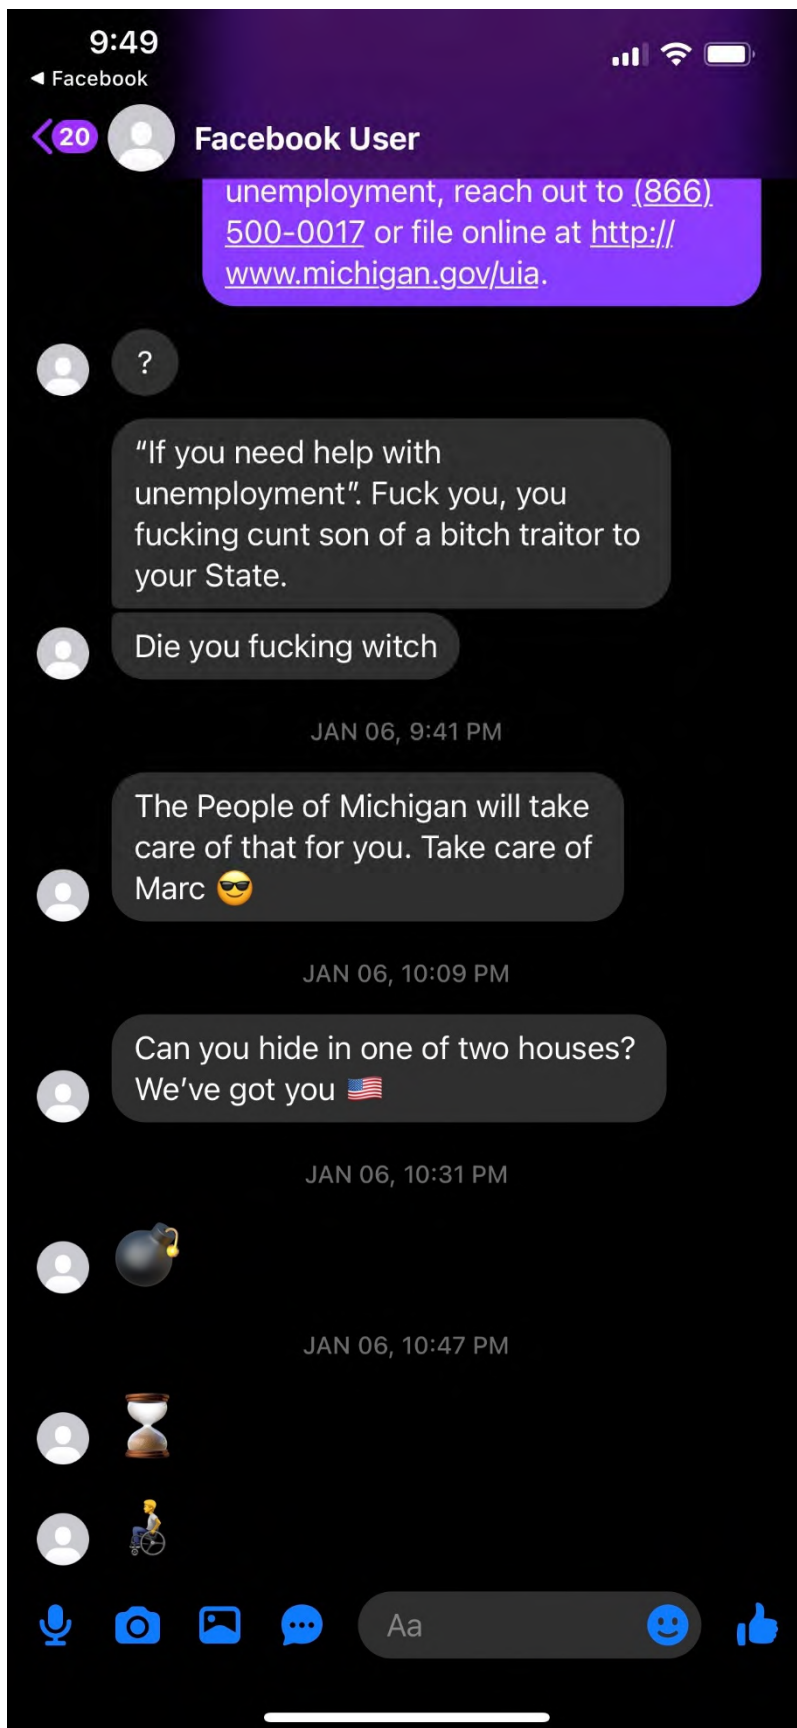 9:49
◀ Facebook
20
Facebook User
unemployment, reach out to (866)
500-0017 or file online at http://
www.michigan.gov/uia.
?
“If you need help with
unemployment”. Fuck you, you
fucking cunt son of a bitch traitor to
your State.
Die you fucking witch
JAN 06, 9:41 PM
The People of Michigan will take
care of that for you. Take care of
Marc 😎
JAN 06, 10:09 PM
Can you hide in one of two houses?
We’ve got you 🇺🇸
JAN 06, 10:31 PM
JAN 06, 10:47 PM
Aa